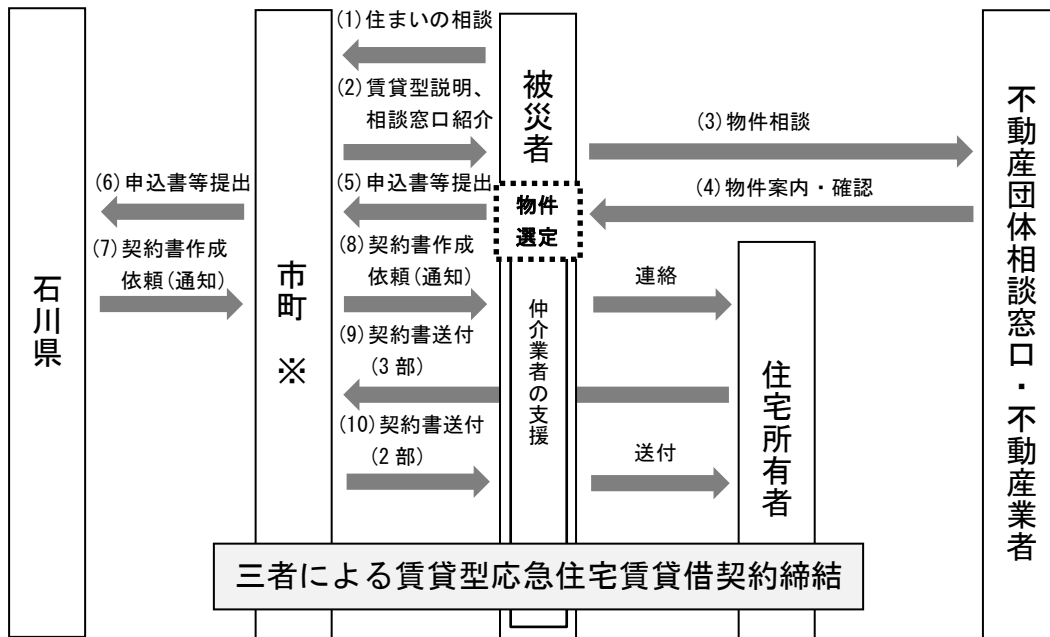 (1)住まいの相談
(2)賃貸型説明、
相談窓口紹介
被災者
(3)物件相談
(4)物件案内・確認
不動産団体相談窓口・不動産業者
(6)申込書等提出
(5)申込書等提出
物件
選定
(7)契約書作成
依頼(通知)
(8)契約書作成
依頼(通知)
連絡
石川県
市町 ※
仲介業者の支援
住宅所有者
(9)契約書送付
(3部)
(10)契約書送付
(2部)
送付
三者による賃貸型応急住宅賃貸借契約締結